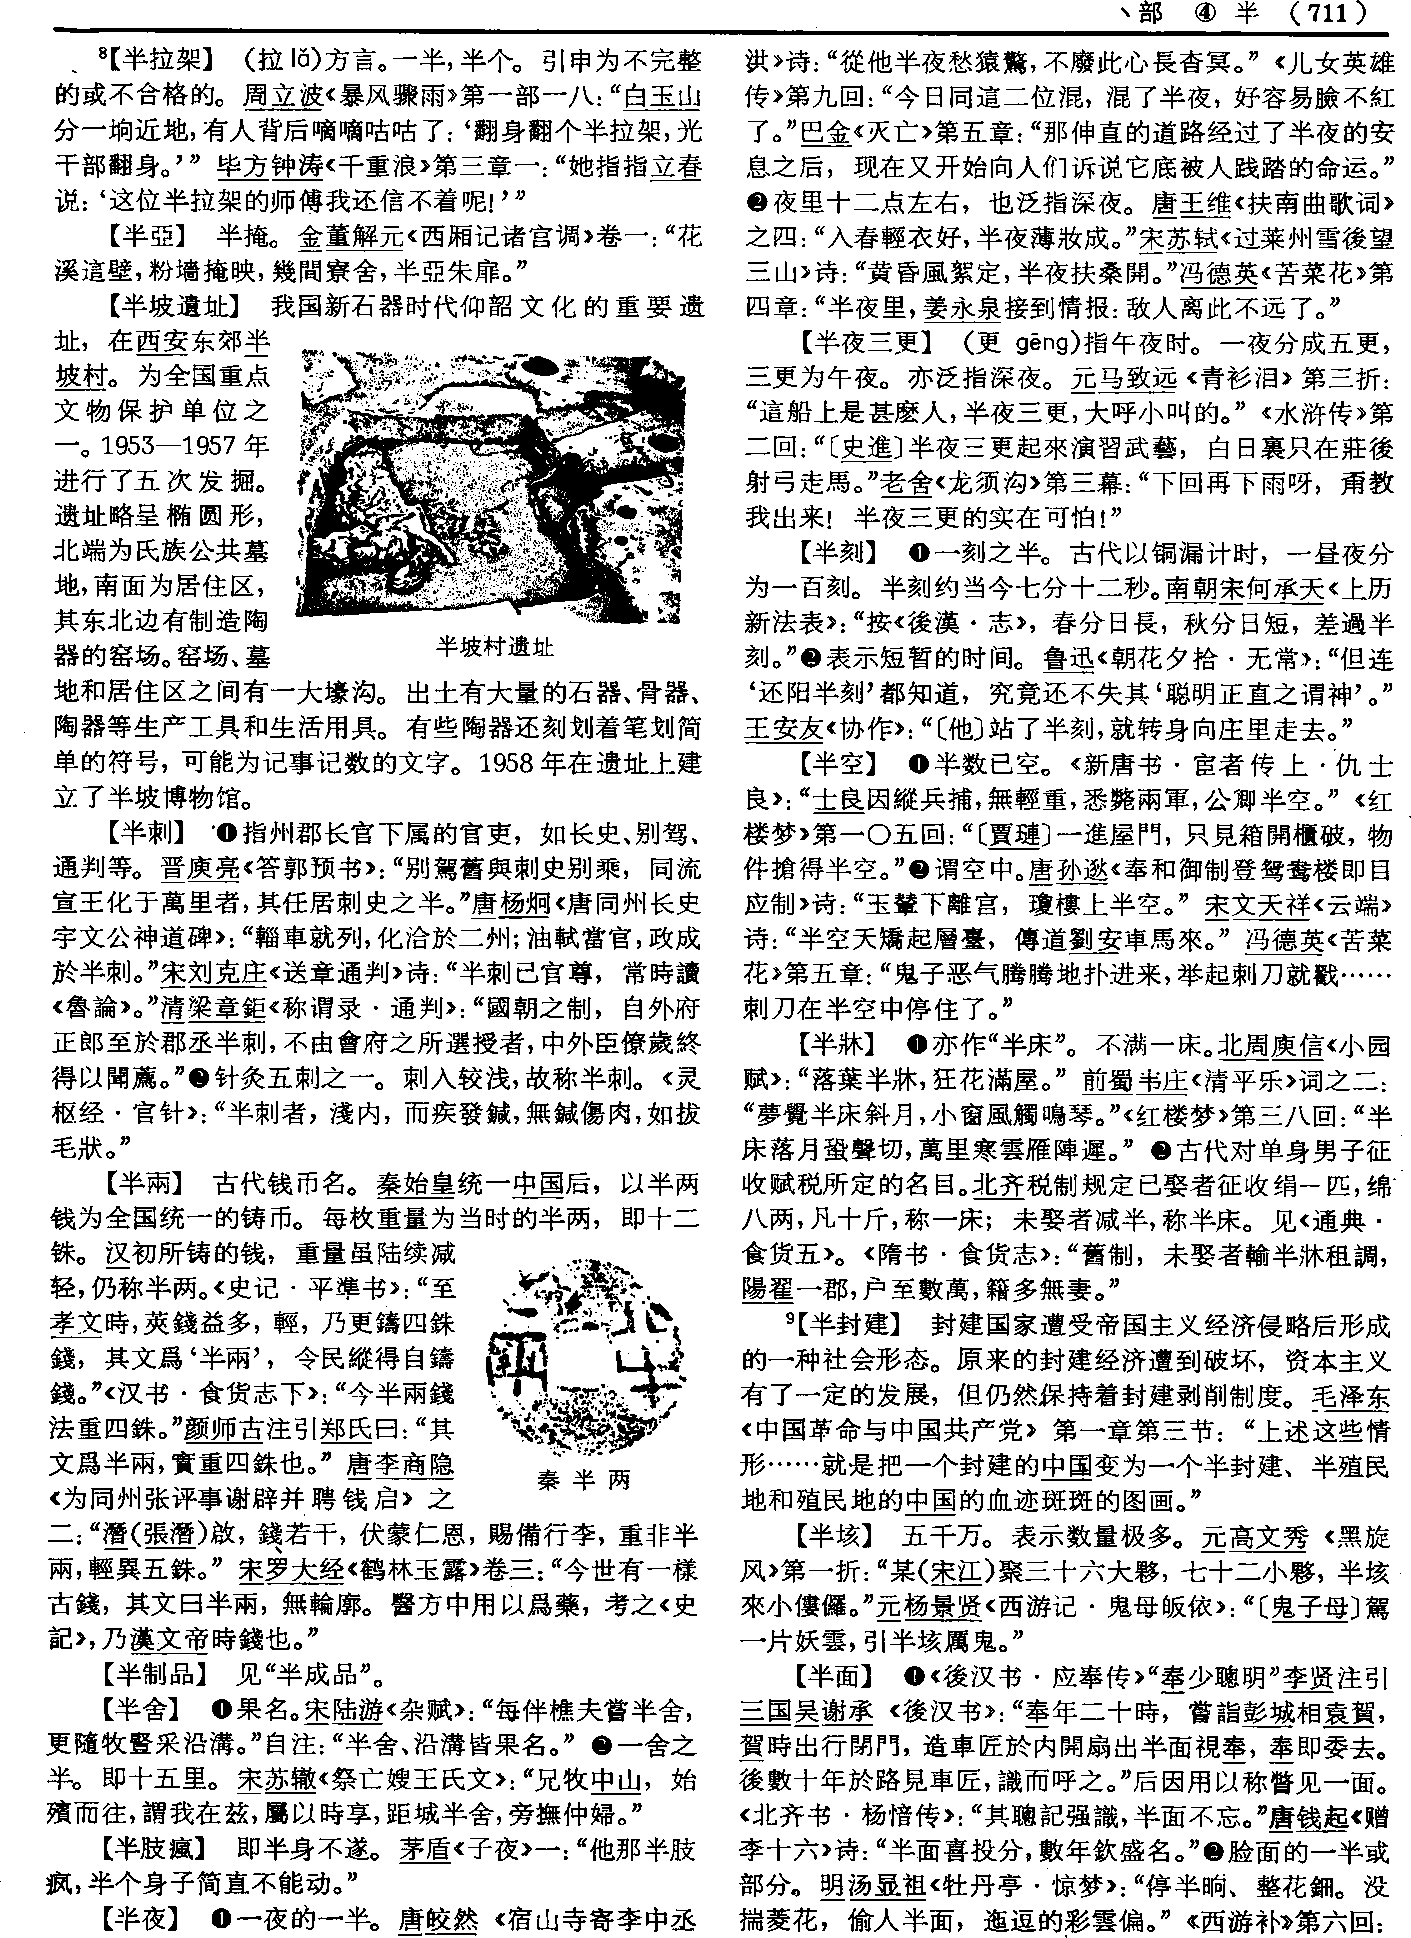 丶部 ④ 半 (711)
⁸【半拉架】 (拉 lǎ)方言。一半,半个。引申为不完整
的或不合格的。周立波《暴风骤雨》第一部一八:“白玉山
分一垧近地,有人背后嘀嘀咕咕了:‘翻身翻个半拉架,光
干部翻身。’” 毕方钟涛《千重浪》第三章一:“她指指立春
说:‘这位半拉架的师傅我还信不着呢!’”
【半亞】 半掩。金董解元《西厢记诸宫调》卷一:“花
溪這壁,粉墻掩映,幾間寮舍,半亞朱扉。”
【半坡遺址】 我国新石器时代仰韶文化的重要遗
址,在西安东郊半
坡村。为全国重点
文物保护单位之
一。1953—1957年
进行了五次发掘。
遗址略呈椭圆形,
北端为氏族公共墓
地,南面为居住区,
其东北边有制造陶
器的窑场。窑场、墓
半坡村遗址
地和居住区之间有一大壕沟。出土有大量的石器、骨器、
陶器等生产工具和生活用具。有些陶器还刻划着笔划简
单的符号,可能为记事记数的文字。1958年在遗址上建
立了半坡博物馆。
【半刺】 ❶指州郡长官下属的官吏,如长史、别驾、
通判等。晋庾亮《答郭预书》:“别駕舊與刺史别乘,同流
宣王化于萬里者,其任居刺史之半。”唐杨炯《唐同州长史
宇文公神道碑》:“輜車就列,化洽於二州;油軾當官,政成
於半刺。”宋刘克庄《送章通判》诗:“半刺已官尊,常時讀
《魯論》。”清梁章鉅《称谓录·通判》:“國朝之制,自外府
正郎至於郡丞半刺,不由會府之所選授者,中外臣僚歲終
得以聞薦。”❷针灸五刺之一。刺入较浅,故称半刺。《灵
枢经·官针》:“半刺者,淺内,而疾發鍼,無鍼傷肉,如拔
毛狀。”
【半兩】 古代钱币名。秦始皇统一中国后,以半两
钱为全国统一的铸币。每枚重量为当时的半两,即十二
铢。汉初所铸的钱,重量虽陆续减
轻,仍称半两。《史记·平準书》:“至
孝文時,莢錢益多,輕,乃更鑄四銖
錢,其文爲‘半兩’,令民縱得自鑄
錢。”《汉书·食货志下》:“今半兩錢
法重四銖。”颜师古注引郑氏曰:“其
文爲半兩,實重四銖也。”唐李商隐
《为同州张评事谢辟并聘钱启》之
秦半两
二:“潛(張潛)啟,錢若干,伏蒙仁恩,賜備行李,重非半
兩,輕異五銖。”宋罗大经《鹤林玉露》卷三:“今世有一樣
古錢,其文曰半兩,無輪廓。醫方中用以爲藥,考之《史
記》,乃漢文帝時錢也。”
【半制品】 见“半成品”。
【半舍】 ❶果名。宋陆游《杂赋》:“每伴樵夫嘗半舍,
更隨牧豎采沿溝。”自注:“半舍、沿溝皆果名。”❷一舍之
半。即十五里。宋苏辙《祭亡嫂王氏文》:“兄牧中山,始
殯而往,謂我在兹,屬以時享,距城半舍,旁撫仲婦。”
【半肢瘋】 即半身不遂。茅盾《子夜》一:“他那半肢
疯,半个身子简直不能动。”
【半夜】 ❶一夜的一半。唐皎然《宿山寺寄李中丞
洪》诗:“從他半夜愁猿驚,不廢此心長杳冥。”《儿女英雄
传》第九回:“今日同這二位混,混了半夜,好容易臉不紅
了。”巴金《灭亡》第五章:“那伸直的道路经过了半夜的安
息之后,现在又开始向人们诉说它底被人践踏的命运。”
❷夜里十二点左右,也泛指深夜。唐王维《扶南曲歌词》
之四:“入春輕衣好,半夜薄妝成。”宋苏轼《过莱州雪後望
三山》诗:“黄昏風絮定,半夜扶桑開。”冯德英《苦菜花》第
四章:“半夜里,姜永泉接到情报:敌人离此不远了。”
【半夜三更】 (更 gēng)指午夜时。一夜分成五更,
三更为午夜。亦泛指深夜。元马致远《青衫泪》第三折:
“這船上是甚麽人,半夜三更,大呼小叫的。”《水浒传》第
二回:“〔史進〕半夜三更起來演習武藝,白日裏只在莊後
射弓走馬。”老舍《龙须沟》第三幕:“下回再下雨呀,甭教
我出来!半夜三更的实在可怕!”
【半刻】 ❶一刻之半。古代以铜漏计时,一昼夜分
为一百刻。半刻约当今七分十二秒。南朝宋何承天《上历
新法表》:“按《後漢·志》,春分日長,秋分日短,差過半
刻。”❷表示短暂的时间。鲁迅《朝花夕拾·无常》:“但连
‘还阳半刻’都知道,究竟还不失其‘聪明正直之谓神’。”
王安友《协作》:“〔他〕站了半刻,就转身向庄里走去。”
【半空】 ❶半数已空。《新唐书·宦者传上·仇士
良》:“士良因縱兵捕,無輕重,悉斃兩軍,公卿半空。”《红
楼梦》第一〇五回:“〔賈璉〕一進屋門,只見箱開櫃破,物
件搶得半空。”❷谓空中。唐孙逖《奉和御制登鸳鸯楼即目
应制》诗:“玉輦下離宫,瓊樓上半空。”宋文天祥《云端》
诗:“半空天矯起層臺,傳道劉安車馬來。”冯德英《苦菜
花》第五章:“鬼子恶气腾腾地扑进来,举起刺刀就戳……
刺刀在半空中停住了。”
【半牀】 ❶亦作“半床”。不满一床。北周庾信《小园
赋》:“落葉半牀,狂花滿屋。”前蜀韦庄《清平乐》词之二:
“夢覺半床斜月,小窗風觸鳴琴。”《红楼梦》第三八回:“半
床落月蛩聲切,萬里寒雲雁陣遲。”❷古代对单身男子征
收赋税所定的名目。北齐税制规定已娶者征收绢一匹,绵
八两,凡十斤,称一床;未娶者减半,称半床。见《通典·
食货五》。《隋书·食货志》:“舊制,未娶者輸半牀租調,
陽翟一郡,户至數萬,籍多無妻。”
⁹【半封建】 封建国家遭受帝国主义经济侵略后形成
的一种社会形态。原来的封建经济遭到破坏,资本主义
有了一定的发展,但仍然保持着封建剥削制度。毛泽东
《中国革命与中国共产党》第一章第三节:“上述这些情
形……就是把一个封建的中国变为一个半封建、半殖民
地和殖民地的中国的血迹斑斑的图画。”
【半垓】 五千万。表示数量极多。元高文秀《黑旋
风》第一折:“某(宋江)聚三十六大夥,七十二小夥,半垓
來小僂儸。”元杨景贤《西游记·鬼母皈依》:“〔鬼子母〕駕
一片妖雲,引半垓厲鬼。”
【半面】 ❶《後汉书·应奉传》“奉少聰明”李贤注引
三国吴谢承《後汉书》:“奉年二十時,嘗詣彭城相袁賀,
賀時出行閉門,造車匠於内開扇出半面視奉,奉即委去。
後數十年於路見車匠,識而呼之。”后因用以称瞥见一面。
《北齐书·杨愔传》:“其聰記强識,半面不忘。”唐钱起《赠
李十六》诗:“半面喜投分,數年欽盛名。”❷脸面的一半或
部分。明汤显祖《牡丹亭·惊梦》:“停半晌、整花鈿。没
揣菱花,偷人半面,迤逗的彩雲偏。”《西游补》第六回: